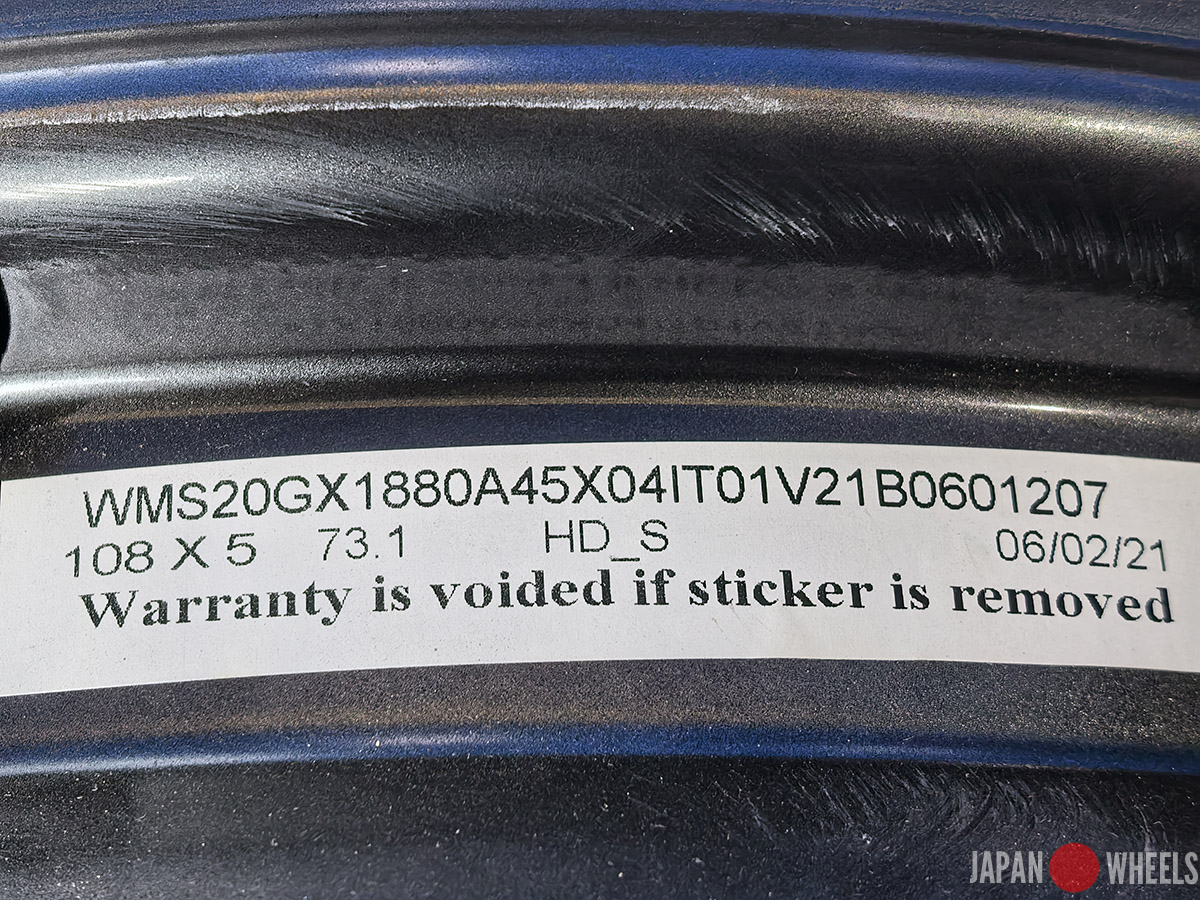 WMS20GX1880A45X04IT01V21B0601207
108 X 5 73.1 HD_S 06/02/21
Warranty is voided if sticker is removed
JAPAN WHEELS